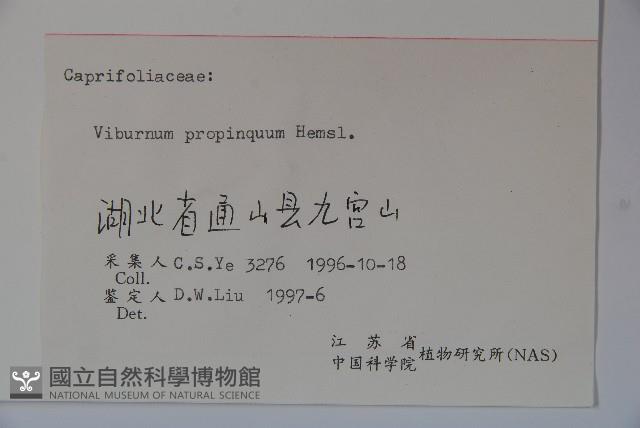 Caprifoliaceae:
Viburnum propinquum Hemsl.
湖北省通山县九宫山
采集人 C.S.Ye 3276 1996-10-18
Coll.
鉴定人 D.W.Liu 1997-6
Det.
江苏省
中国科学院 植物研究所(NAS)
國立自然科學博物館
NATIONAL MUSEUM OF NATURAL SCIENCE